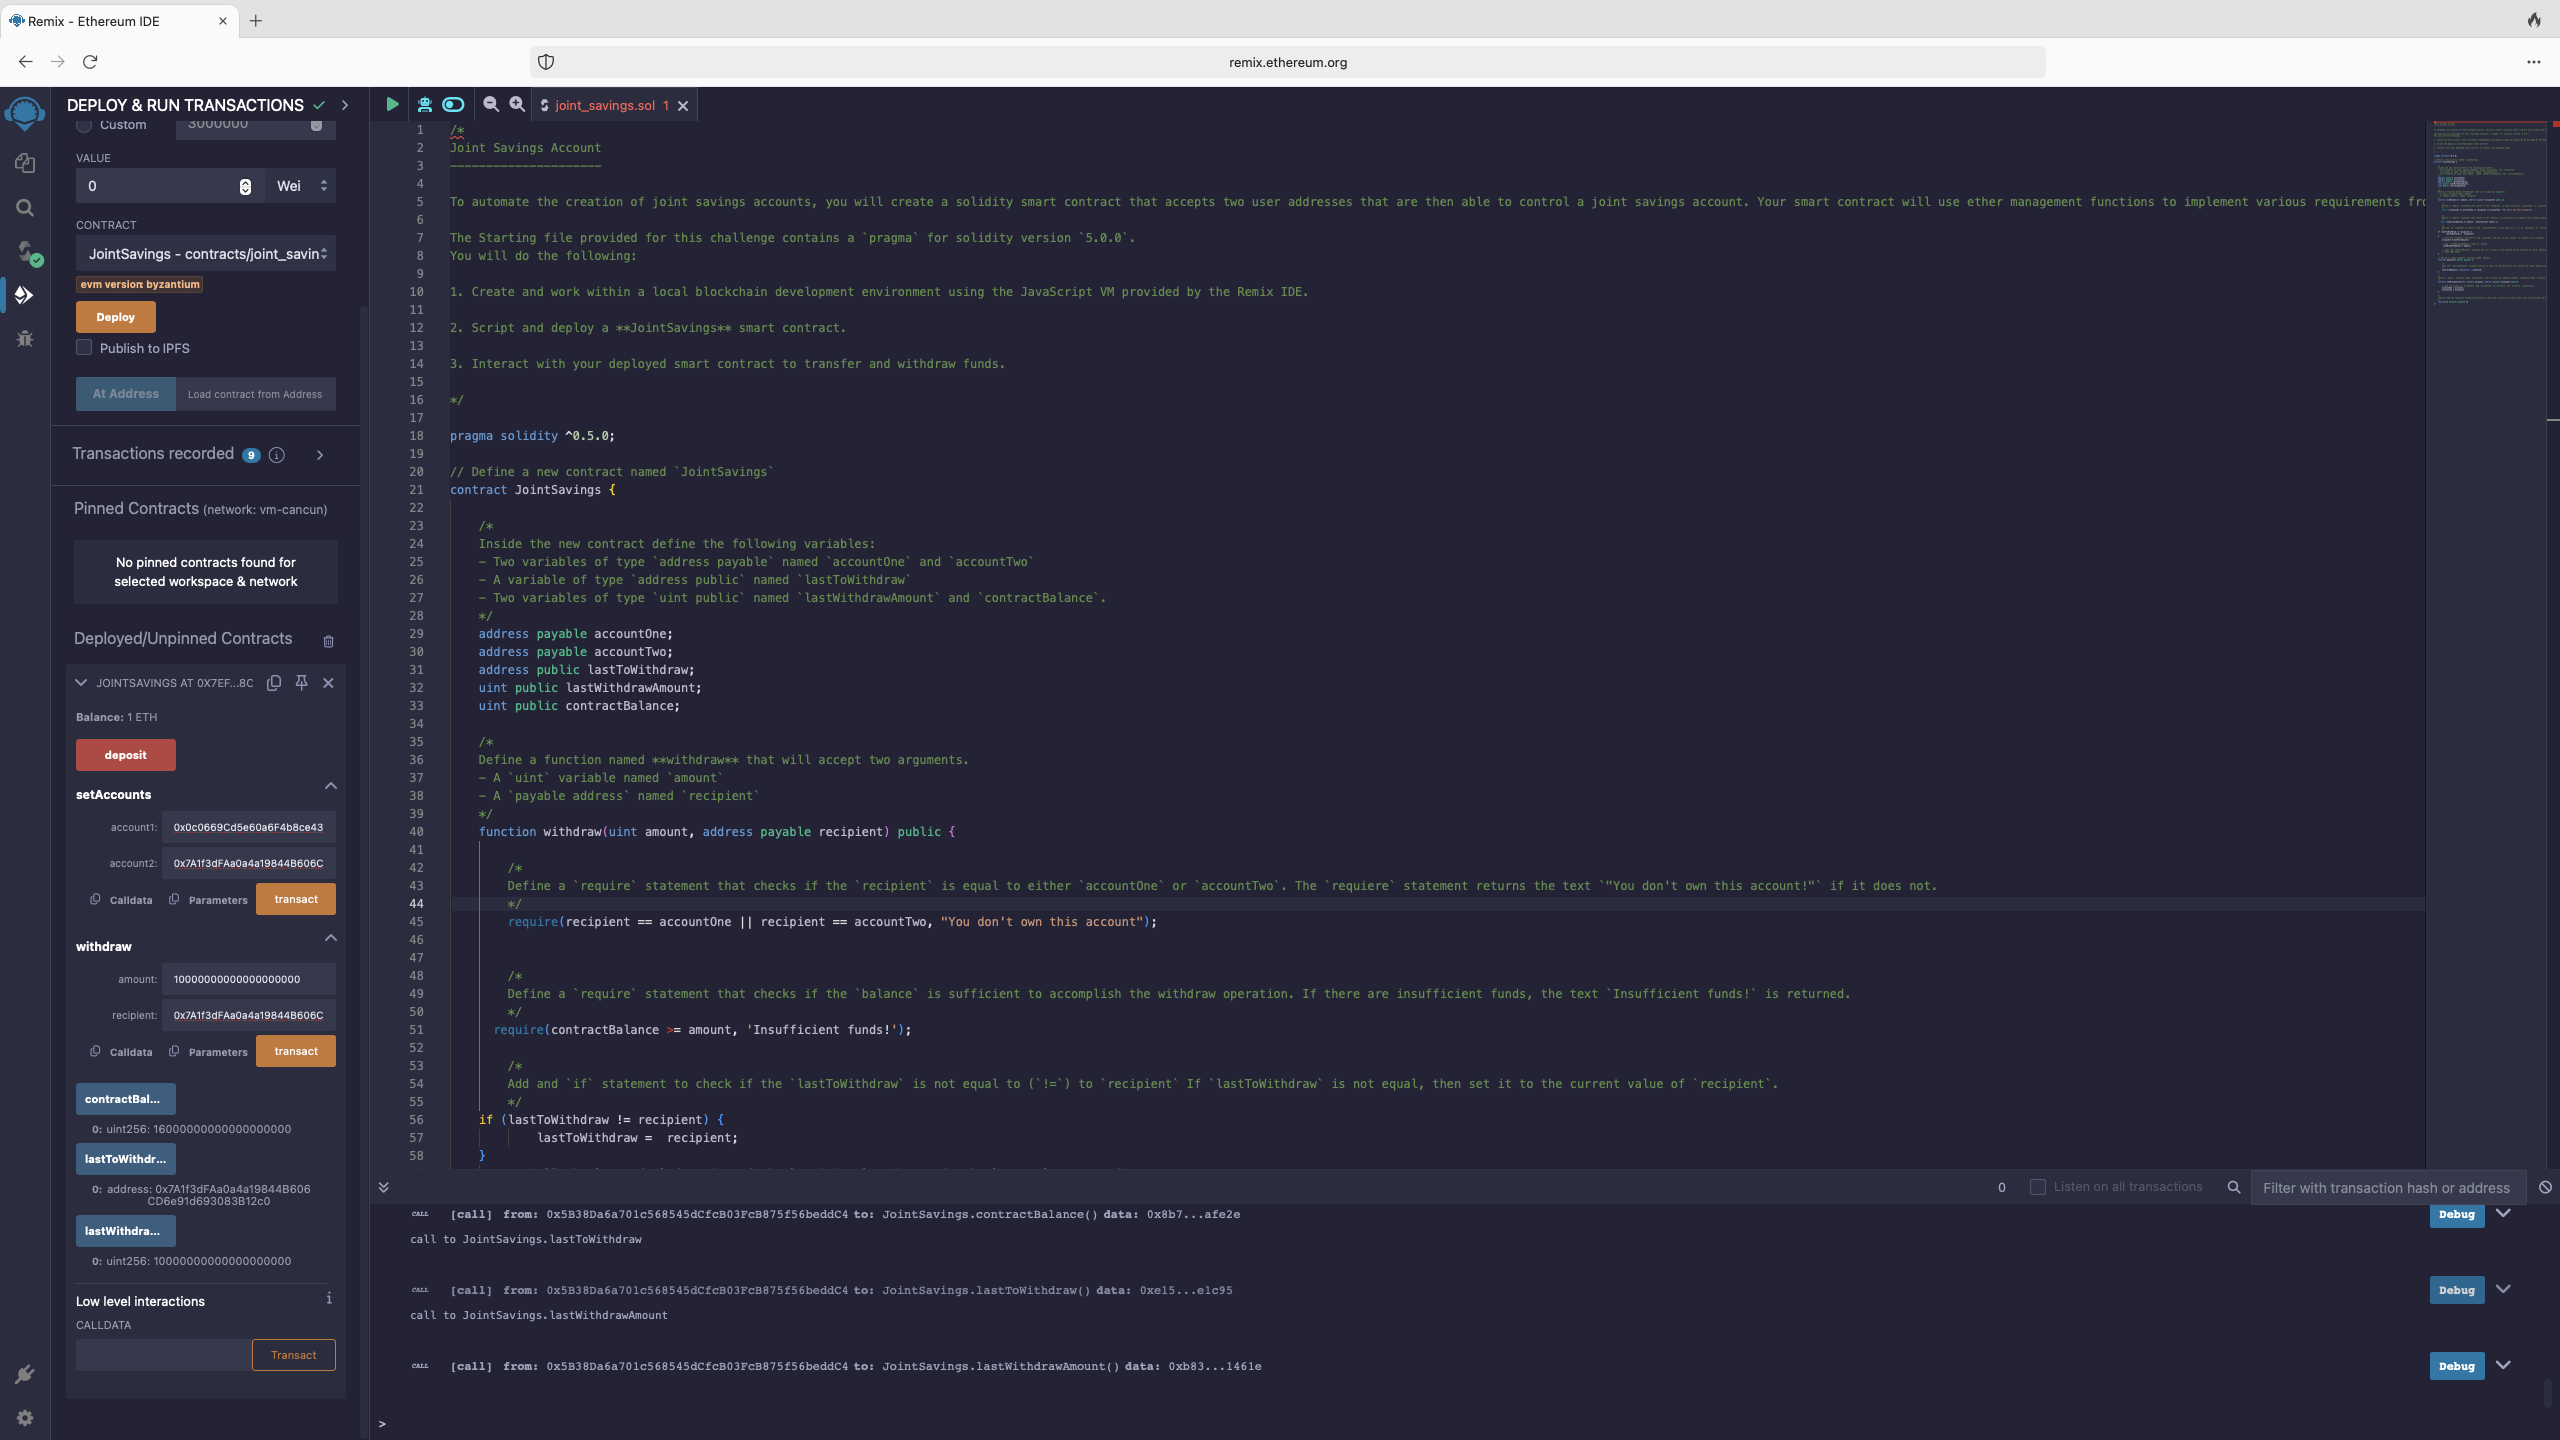 Remix - Ethereum IDE
remix.ethereum.org
DEPLOY & RUN TRANSACTIONS
Custom
3000000
VALUE
0
Wei
CONTRACT
JointSavings - contracts/joint_savin
evm version: byzantium
Deploy
Publish to IPFS
At Address
Load contract from Address
Transactions recorded 9
Pinned Contracts (network: vm-cancun)
No pinned contracts found for
selected workspace & network
Deployed/Unpinned Contracts
JOINTSAVINGS AT 0X7EF...8C
Balance: 1 ETH
deposit
setAccounts
account1: 0x0c0669Cd5e60a6F4b8ce43
account2: 0x7A1f3dFAa0a4a19844B606C
Calldata Parameters transact
withdraw
amount: 10000000000000000000
recipient: 0x7A1f3dFAa0a4a19844B606C
Calldata Parameters transact
contractBal...
0: uint256: 16000000000000000000
lastToWithdr...
0: address: 0x7A1f3dFAa0a4a19844B606
CD6e91d693083B12c0
lastWithdra...
0: uint256: 10000000000000000000
Low level interactions
CALLDATA
Transact
joint_savings.sol 1
1 /*
2 Joint Savings Account
3 ---------------------
4
5 To automate the creation of joint savings accounts, you will create a solidity smart contract that accepts two user addresses that are then able to control a joint savings account. Your smart contract will use ether management functions to implement various requirements fr
6
7 The Starting file provided for this challenge contains a `pragma` for solidity version `5.0.0`.
8 You will do the following:
9
10 1. Create and work within a local blockchain development environment using the JavaScript VM provided by the Remix IDE.
11
12 2. Script and deploy a **JointSavings** smart contract.
13
14 3. Interact with your deployed smart contract to transfer and withdraw funds.
15
16 */
17
18 pragma solidity ^0.5.0;
19
20 // Define a new contract named `JointSavings`
21 contract JointSavings {
22
23 /*
24 Inside the new contract define the following variables:
25 - Two variables of type `address payable` named `accountOne` and `accountTwo`
26 - A variable of type `address public` named `lastToWithdraw`
27 - Two variables of type `uint public` named `lastWithdrawAmount` and `contractBalance`.
28 */
29 address payable accountOne;
30 address payable accountTwo;
31 address public lastToWithdraw;
32 uint public lastWithdrawAmount;
33 uint public contractBalance;
34
35 /*
36 Define a function named **withdraw** that will accept two arguments.
37 - A `uint` variable named `amount`
38 - A `payable address` named `recipient`
39 */
40 function withdraw(uint amount, address payable recipient) public {
41
42 /*
43 Define a `require` statement that checks if the `recipient` is equal to either `accountOne` or `accountTwo`. The `requiere` statement returns the text `"You don't own this account!"` if it does not.
44 */
45 require(recipient == accountOne || recipient == accountTwo, "You don't own this account");
46
47
48 /*
49 Define a `require` statement that checks if the `balance` is sufficient to accomplish the withdraw operation. If there are insufficient funds, the text `Insufficient funds!` is returned.
50 */
51 require(contractBalance >= amount, 'Insufficient funds!');
52
53 /*
54 Add and `if` statement to check if the `lastToWithdraw` is not equal to (`!=`) to `recipient` If `lastToWithdraw` is not equal, then set it to the current value of `recipient`.
55 */
56 if (lastToWithdraw != recipient) {
57 lastToWithdraw = recipient;
58 }
0
Listen on all transactions
Filter with transaction hash or address
CALL [call] from: 0x5B38Da6a701c568545dCfcB03FcB875f56beddC4 to: JointSavings.contractBalance() data: 0x8b7...afe2e
Debug
call to JointSavings.lastToWithdraw
CALL [call] from: 0x5B38Da6a701c568545dCfcB03FcB875f56beddC4 to: JointSavings.lastToWithdraw() data: 0xe15...e1c95
Debug
call to JointSavings.lastWithdrawAmount
CALL [call] from: 0x5B38Da6a701c568545dCfcB03FcB875f56beddC4 to: JointSavings.lastWithdrawAmount() data: 0xb83...1461e
Debug
>